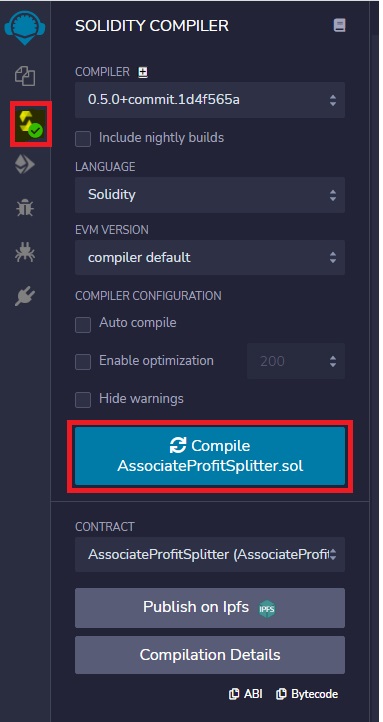 SOLIDITY COMPILER
COMPILER
0.5.0+commit.1d4f565a
Include nightly builds
LANGUAGE
Solidity
EVM VERSION
compiler default
COMPILER CONFIGURATION
Auto compile
Enable optimization 200
Hide warnings
Compile
AssociateProfitSplitter.sol
CONTRACT
AssociateProfitSplitter (AssociateProfit
Publish on Ipfs IPFS
Compilation Details
ABI Bytecode